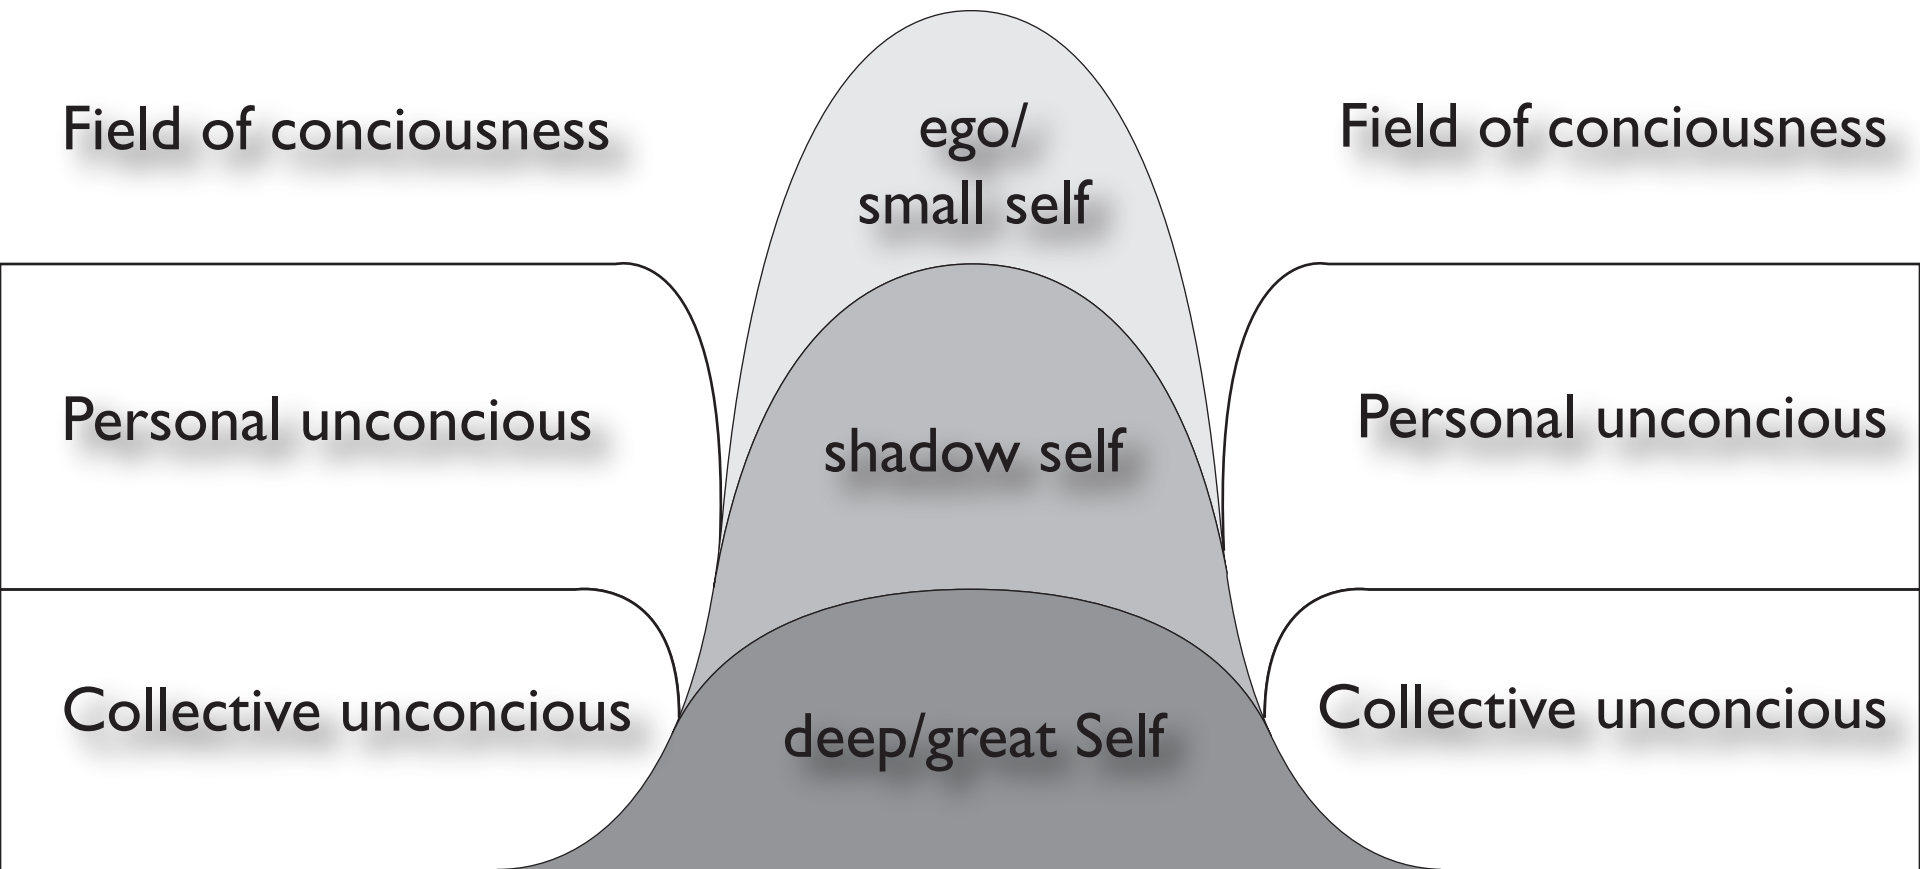 Field of conciousness
ego/
small self
Field of conciousness
Personal unconcious
shadow self
Personal unconcious
Collective unconcious
deep/great Self
Collective unconcious